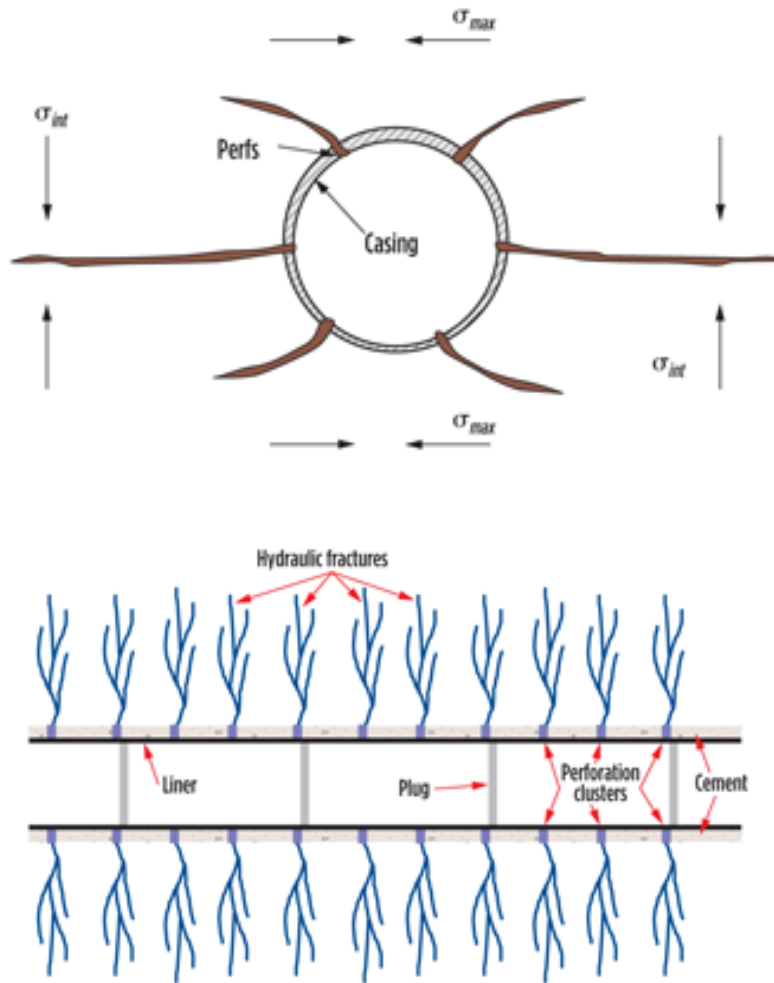 σmax
σint
Perfs
Casing
σint
σmax
Hydraulic fractures
Liner
Plug
Perforation
clusters
Cement